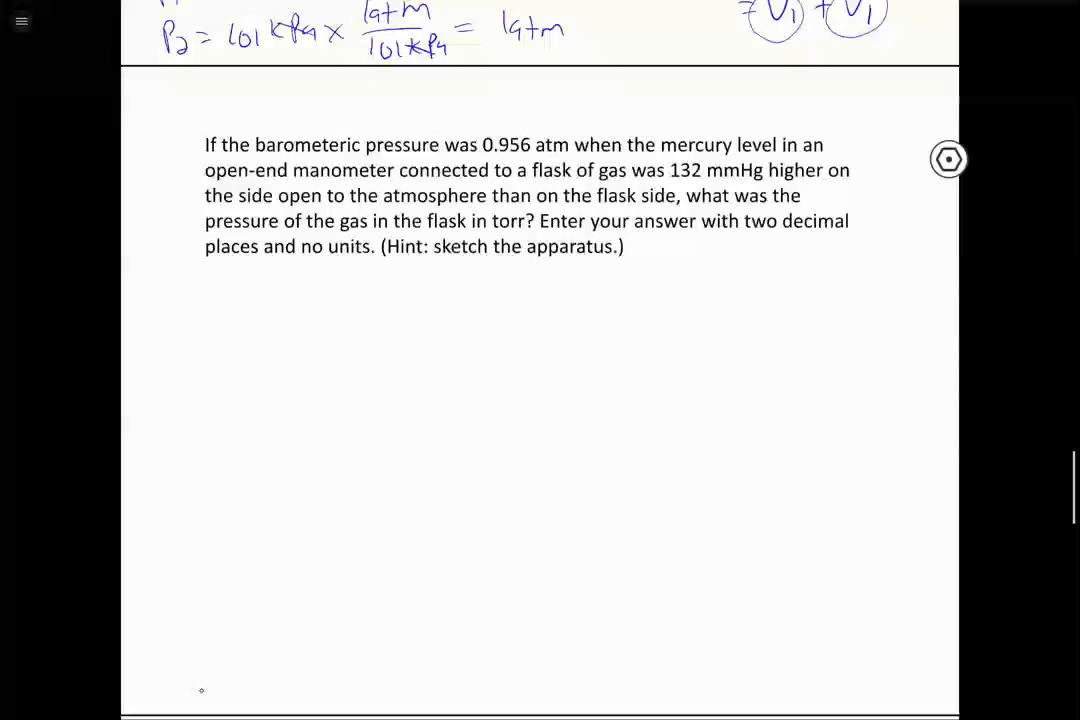 1atm
P2 = 101 kPa x ――― = 1atm
101kPa
= V1 + V1
If the barometeric pressure was 0.956 atm when the mercury level in an
open-end manometer connected to a flask of gas was 132 mmHg higher on
the side open to the atmosphere than on the flask side, what was the
pressure of the gas in the flask in torr? Enter your answer with two decimal
places and no units. (Hint: sketch the apparatus.)